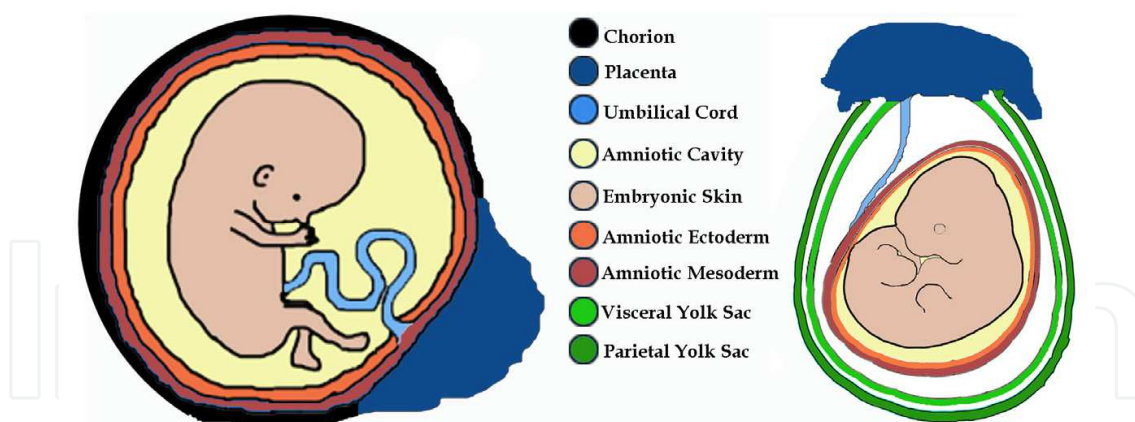 Chorion
Placenta
Umbilical Cord
Amniotic Cavity
Embryonic Skin
Amniotic Ectoderm
Amniotic Mesoderm
Visceral Yolk Sac
Parietal Yolk Sac